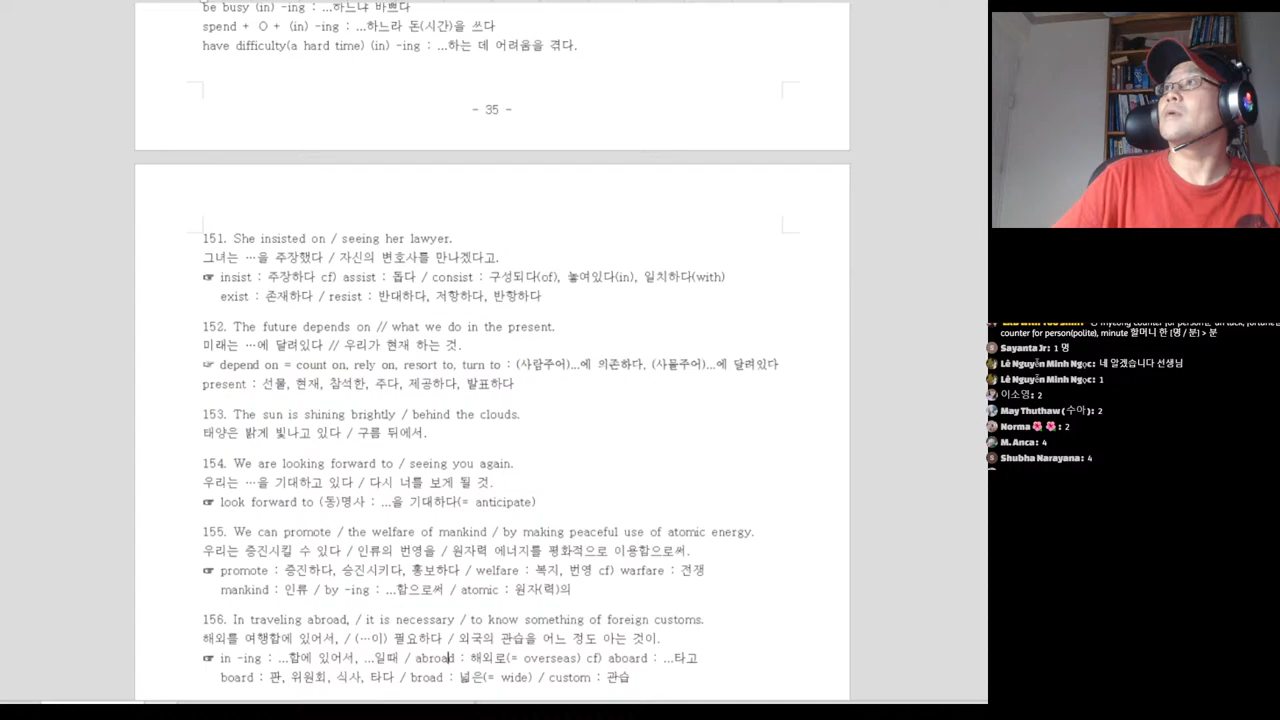 be busy (in) -ing : ...하느냐 바쁘다
spend + O + (in) -ing : ...하느라 돈(시간)을 쓰다
have difficulty(a hard time) (in) -ing : ...하는 데 어려움을 겪다.
- 35 -
151. She insisted on / seeing her lawyer.
그녀는 …을 주장했다 / 자신의 변호사를 만나겠다고.
☞ insist : 주장하다 cf) assist : 돕다 / consist : 구성되다(of), 놓여있다(in), 일치하다(with)
exist : 존재하다 / resist : 반대하다, 저항하다, 반항하다
152. The future depends on // what we do in the present.
미래는 …에 달려있다 // 우리가 현재 하는 것.
☞ depend on = count on, rely on, resort to, turn to : (사람주어)...에 의존하다, (사물주어)...에 달려있다
present : 선물, 현재, 참석한, 주다, 제공하다, 발표하다
153. The sun is shining brightly / behind the clouds.
태양은 밝게 빛나고 있다 / 구름 뒤에서.
154. We are looking forward to / seeing you again.
우리는 …을 기대하고 있다 / 다시 너를 보게 될 것.
☞ look forward to (동)명사 : ...을 기대하다(= anticipate)
155. We can promote / the welfare of mankind / by making peaceful use of atomic energy.
우리는 증진시킬 수 있다 / 인류의 번영을 / 원자력 에너지를 평화적으로 이용함으로써.
☞ promote : 증진하다, 승진시키다, 홍보하다 / welfare : 복지, 번영 cf) warfare : 전쟁
mankind : 인류 / by -ing : ...함으로써 / atomic : 원자(력)의
156. In traveling abroad, / it is necessary / to know something of foreign customs.
해외를 여행함에 있어서, / (…이) 필요하다 / 외국의 관습을 어느 정도 아는 것이.
☞ in -ing : ...함에 있어서, ...일때 / abroad : 해외로(= overseas) cf) aboard : ...타고
board : 판, 위원회, 식사, 타다 / broad : 넓은(= wide) / custom : 관습
counter for person(polite), minute 할머니 한 [명 / 분] > 분
Sayanta Jr: 1 명
Lê Nguyễn Minh Ngọc: 네 알겠습니다 선생님
Lê Nguyễn Minh Ngọc: 1
이소영: 2
May Thuthaw (수아): 2
Norma 🌺 🌺 : 2
M. Anca: 4
Shubha Narayana: 4